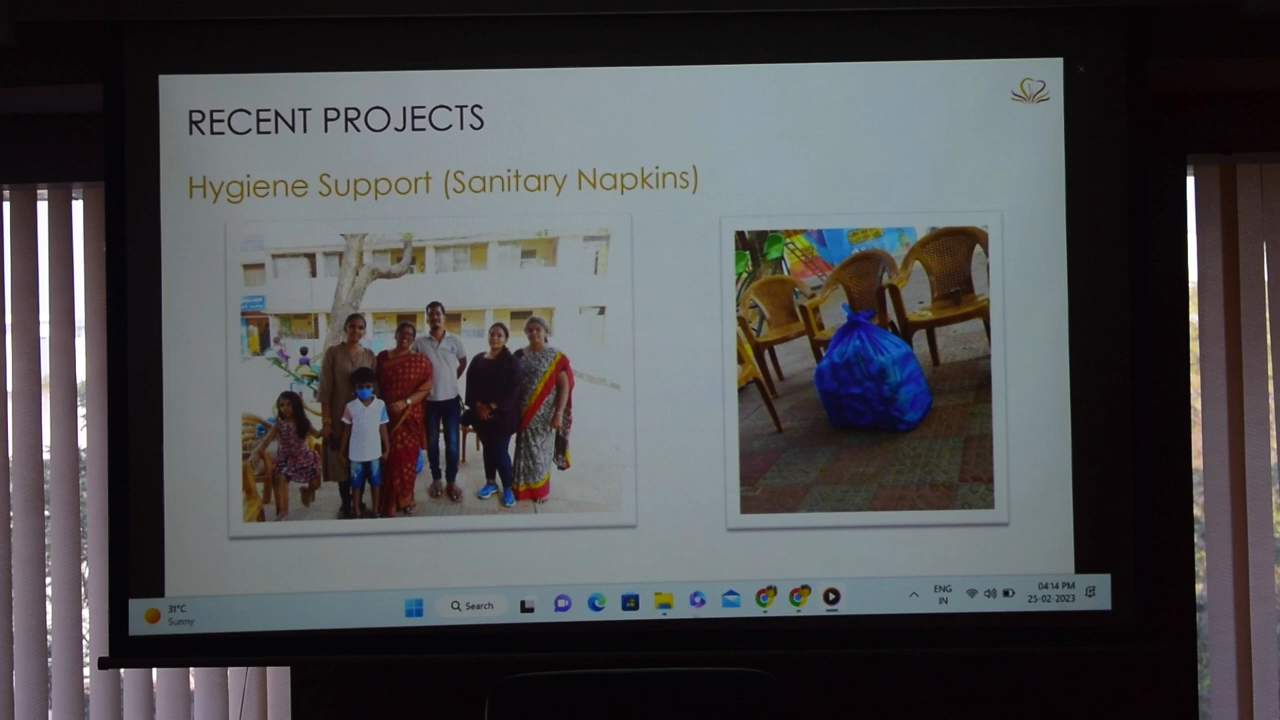 RECENT PROJECTS
Hygiene Support (Sanitary Napkins)
31°C
Sunny
Search
ENG
IN
04:14 PM
25-02-2023